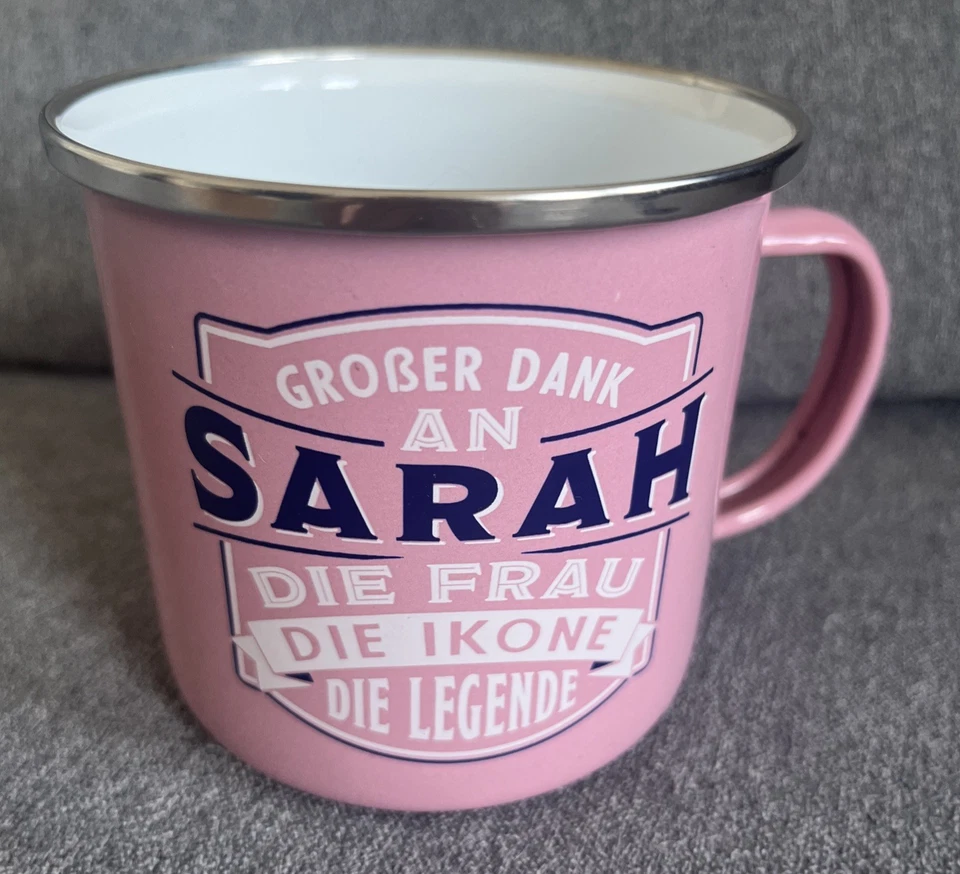 GROßER DANK
AN
SARAH
DIE FRAU
DIE IKONE
DIE LEGENDE